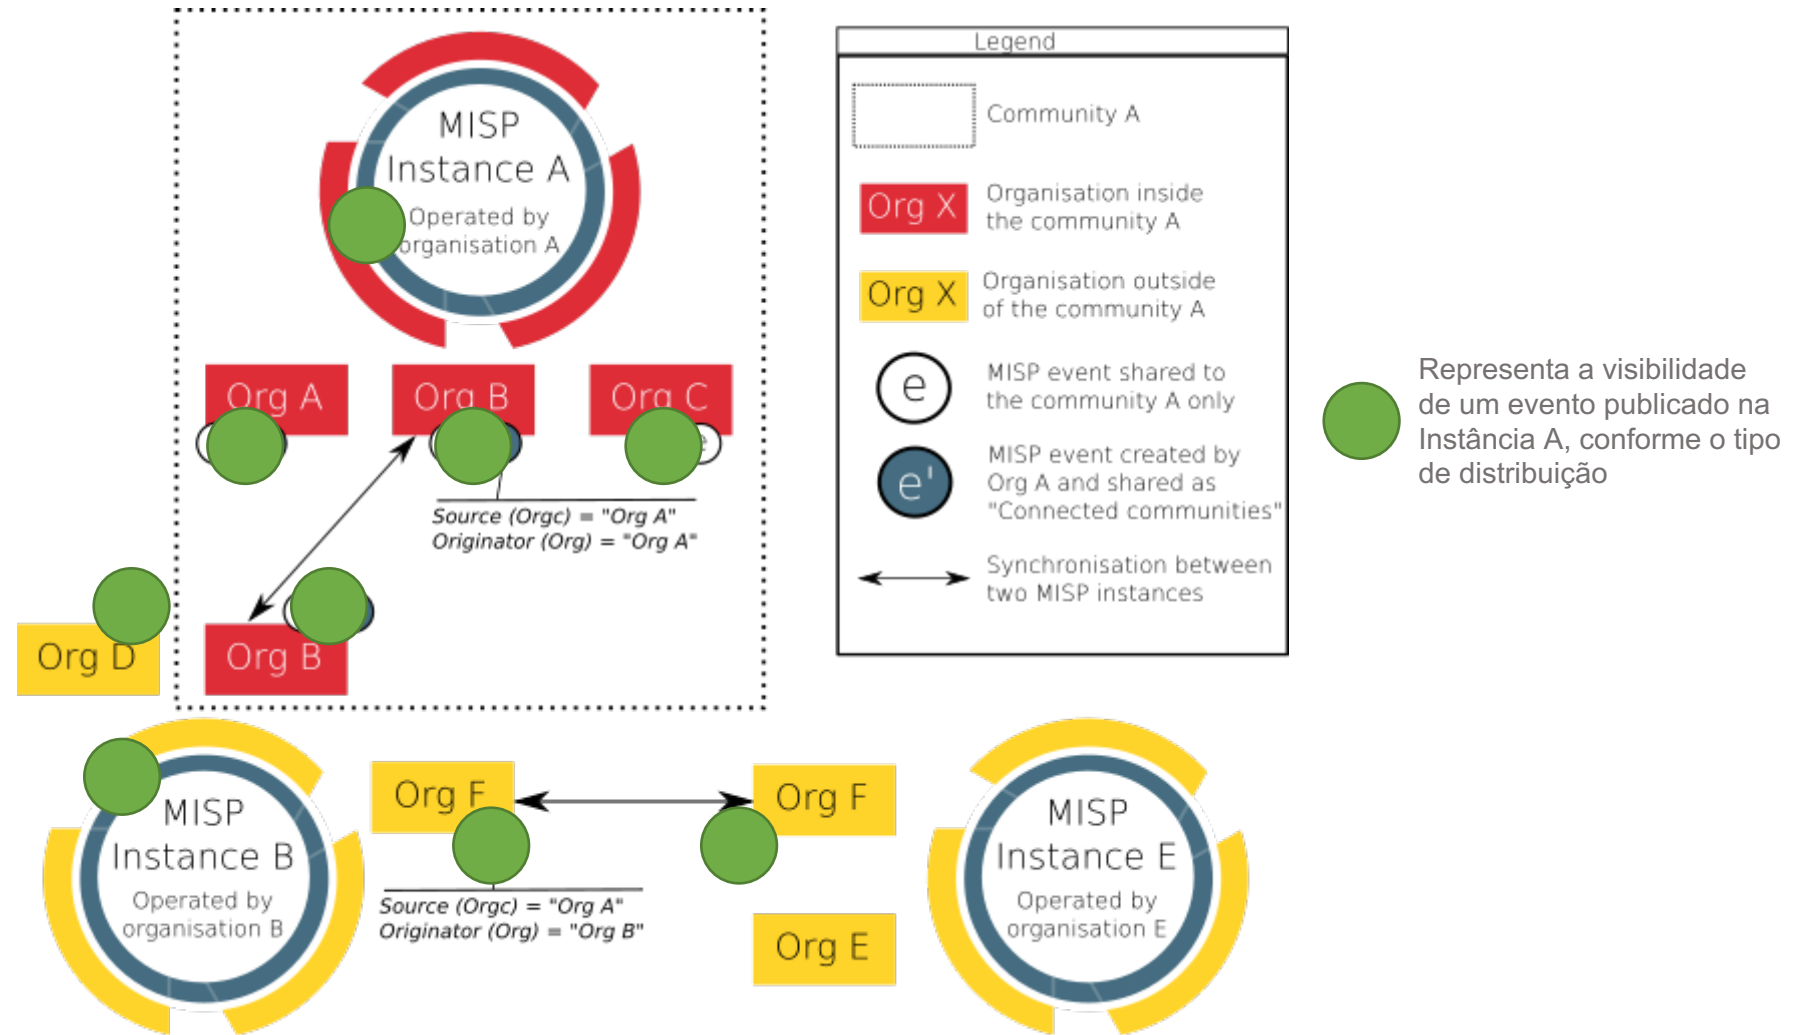 MISP
Instance A
Operated by
organisation A
Org A
Org B
Org C
Source (Orgc) = "Org A"
Originator (Org) = "Org A"
Org D
Org B
MISP
Instance B
Operated by
organisation B
Org F
Source (Orgc) = "Org A"
Originator (Org) = "Org B"
Org F
Org E
MISP
Instance E
Operated by
organisation E
Legend
Community A
Org X
Organisation inside
the community A
Org X
Organisation outside
of the community A
e
MISP event shared to
the community A only
e'
MISP event created by
Org A and shared as
"Connected communities"
Synchronisation between
two MISP instances
Representa a visibilidade
de um evento publicado na
Instância A, conforme o tipo
de distribuição